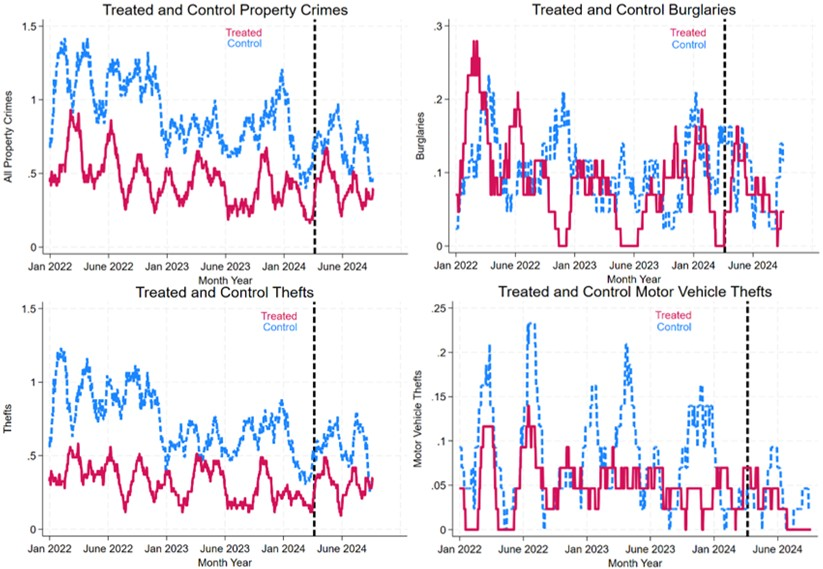 Treated and Control Property Crimes
Treated
Control
All Property Crimes
1.5
1
.5
0
Jan 2022 June 2022 Jan 2023 June 2023 Jan 2024 June 2024
Month Year
Treated and Control Burglaries
Treated
Control
Burglaries
.3
.2
.1
0
Jan 2022 June 2022 Jan 2023 June 2023 Jan 2024 June 2024
Month Year
Treated and Control Thefts
Treated
Control
Thefts
1.5
1
.5
0
Jan 2022 June 2022 Jan 2023 June 2023 Jan 2024 June 2024
Month Year
Treated and Control Motor Vehicle Thefts
Treated
Control
Motor Vehicle Thefts
.25
.2
.15
.1
.05
0
Jan 2022 June 2022 Jan 2023 June 2023 Jan 2024 June 2024
Month Year